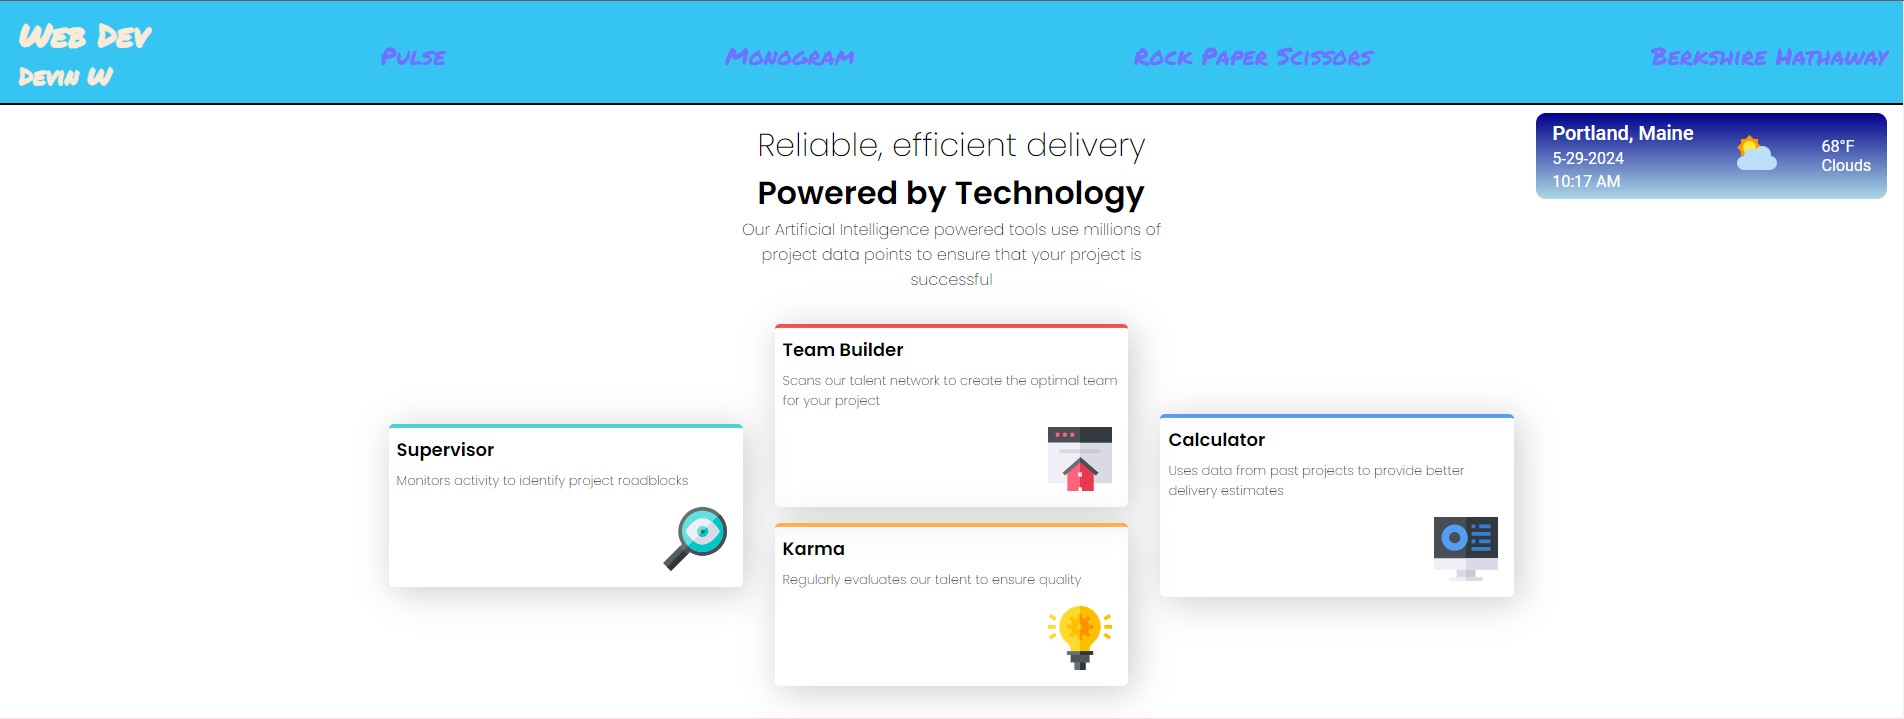 Web Dev
Devin W
Pulse
Monogram
Rock Paper Scissors
Berkshire Hathaway
Portland, Maine
5-29-2024
10:17 AM
68°F
Clouds
Reliable, efficient delivery
Powered by Technology
Our Artificial Intelligence powered tools use millions of
project data points to ensure that your project is
successful
Supervisor
Monitors activity to identify project roadblocks
Team Builder
Scans our talent network to create the optimal team
for your project
Karma
Regularly evaluates our talent to ensure quality
Calculator
Uses data from past projects to provide better
delivery estimates